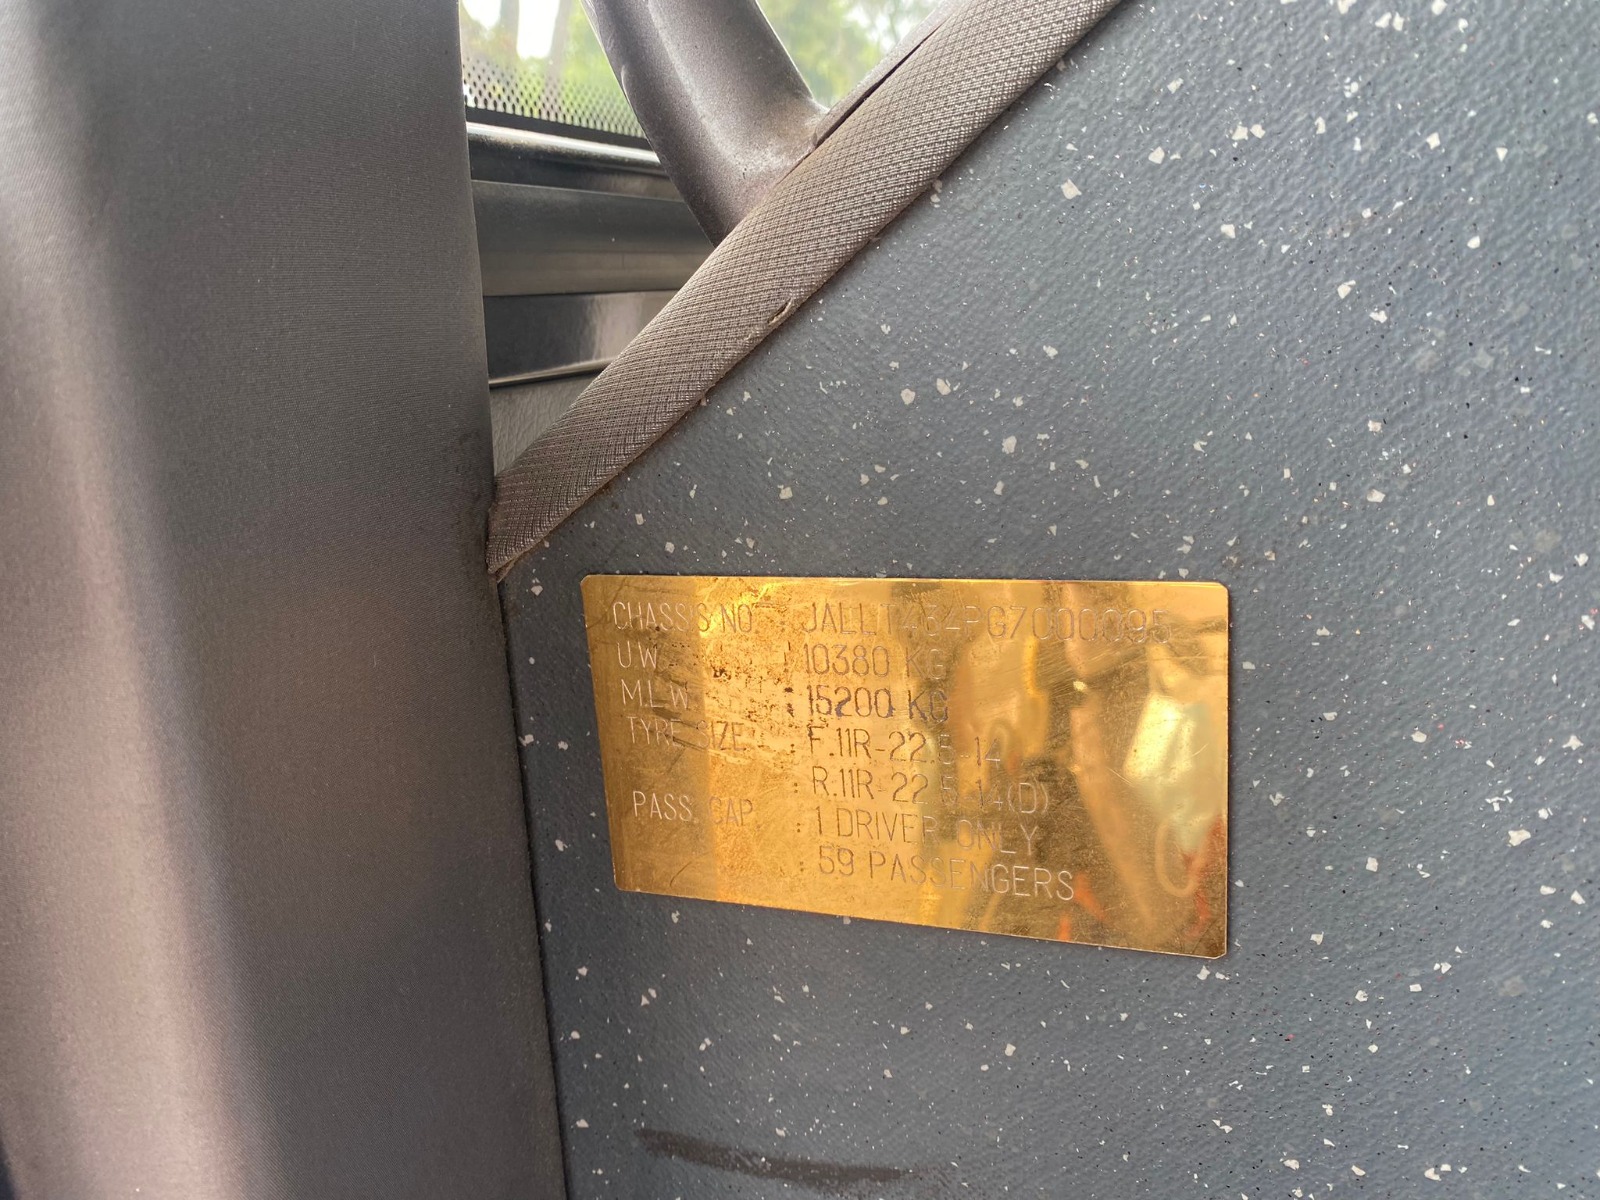 CHASSIS NO. : JALLT434PG7000095
U.W. : 10380 KG
M.L.W. : 15200 KG
TYRE SIZE : F.11R-22.5-14
: R.11R-22.5-14(D)
PASS. CAP. : 1 DRIVER ONLY
59 PASSENGERS